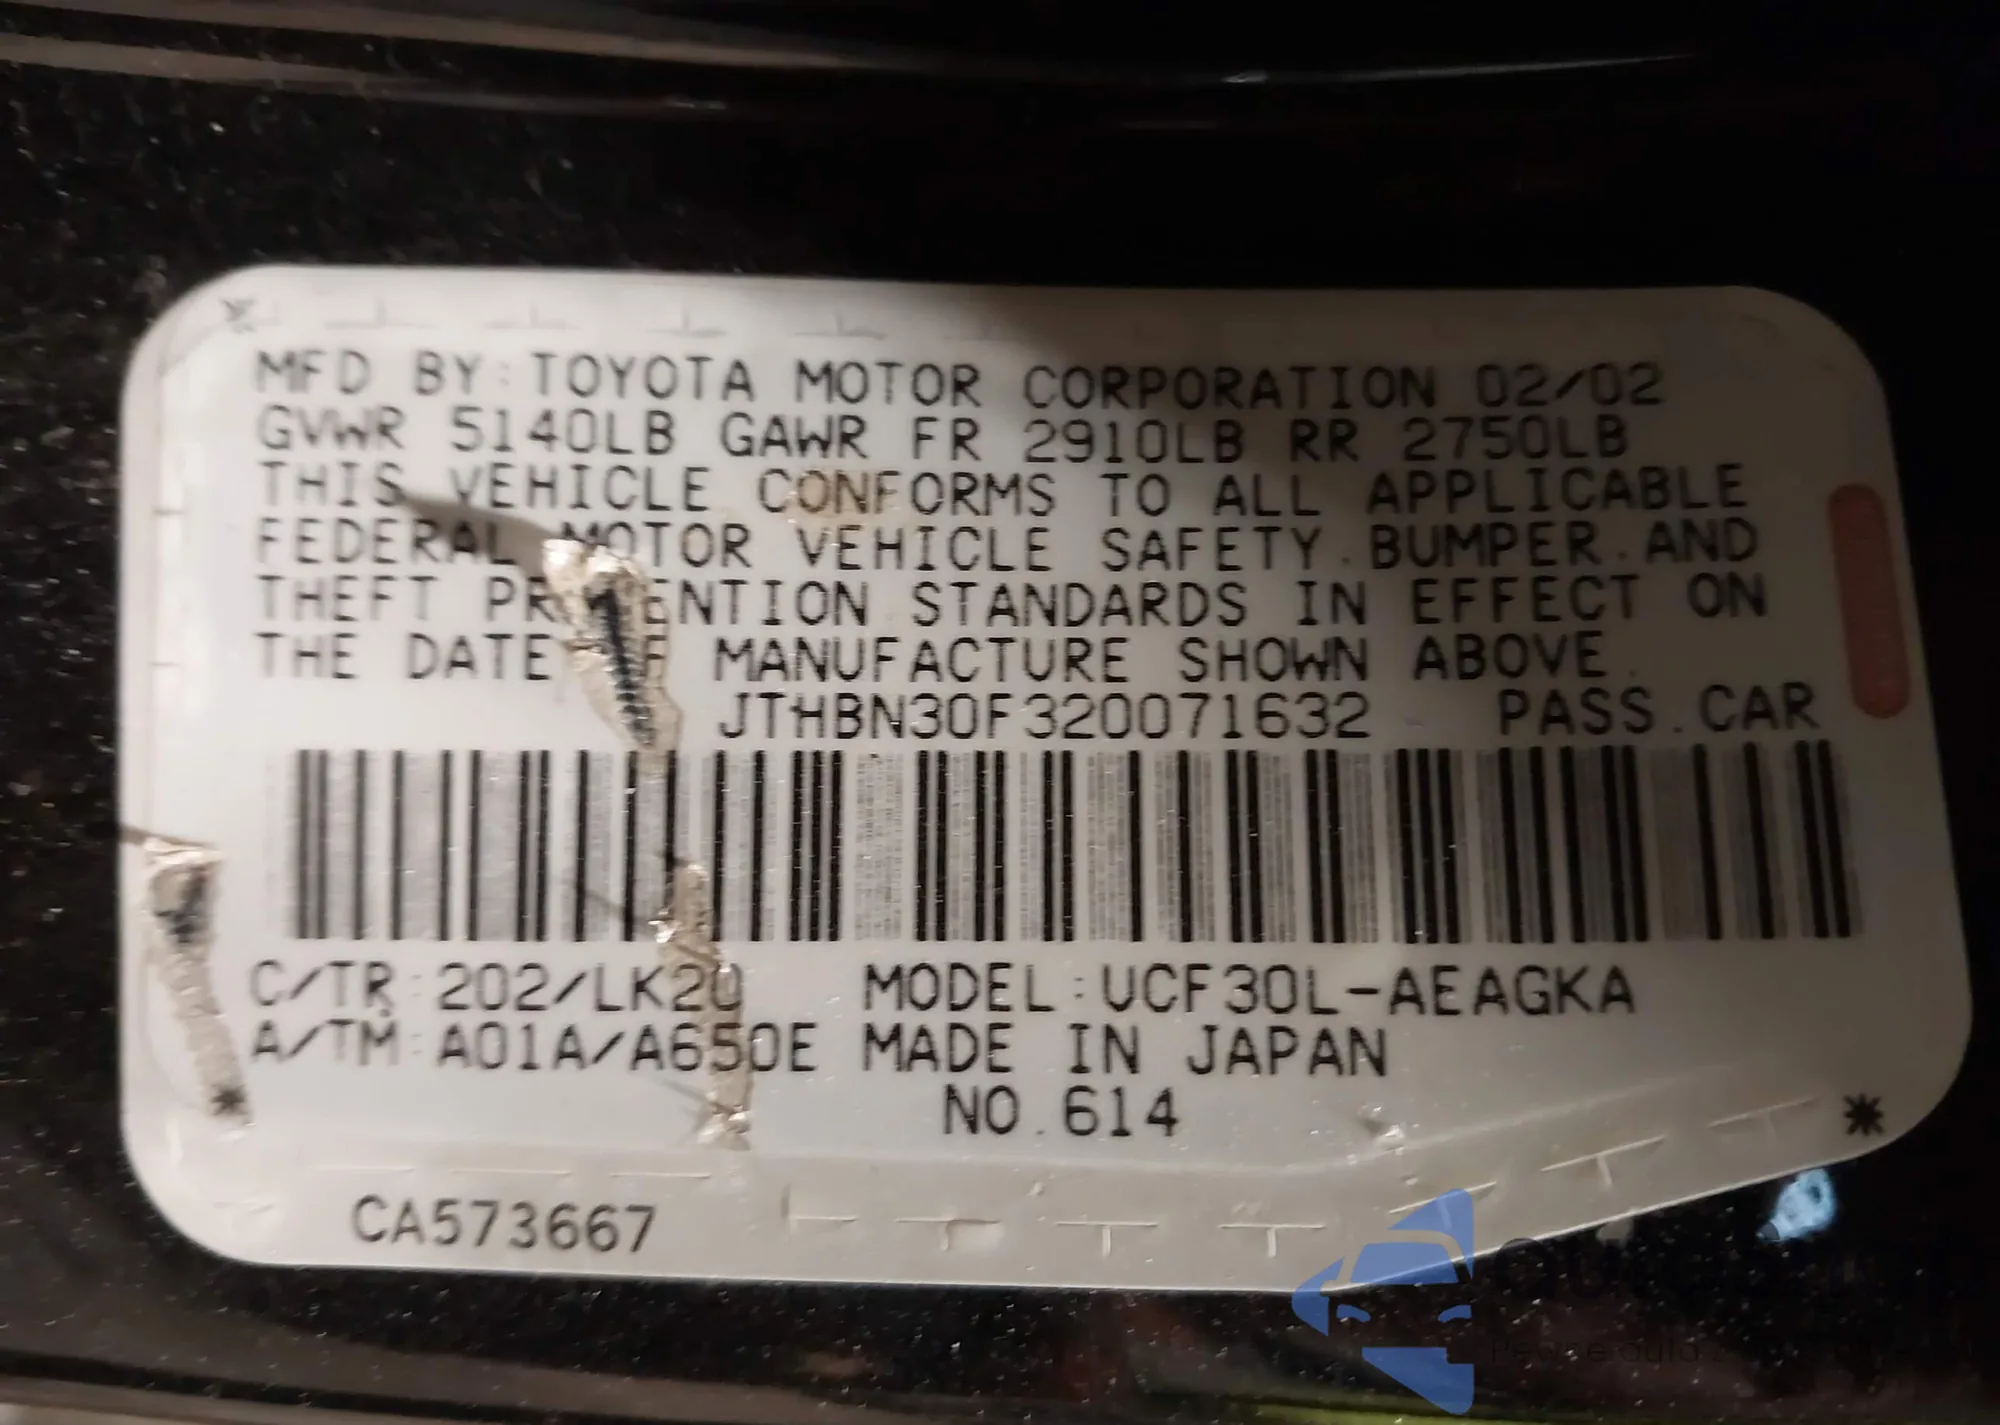 MFD BY:TOYOTA MOTOR CORPORATION 02/02
GVWR 5140LB GAWR FR 2910LB RR 2750LB
THIS VEHICLE CONFORMS TO ALL APPLICABLE
FEDERAL MOTOR VEHICLE SAFETY.BUMPER.AND
THEFT PR ENTION STANDARDS IN EFFECT ON
THE DATE F MANUFACTURE SHOWN ABOVE.
JTHBN30F320071632 PASS.CAR
C/TR:202/LK20 MODEL:UCF30L-AEAGKA
A/TM:A01A/A650E MADE IN JAPAN
NO.614
CA573667